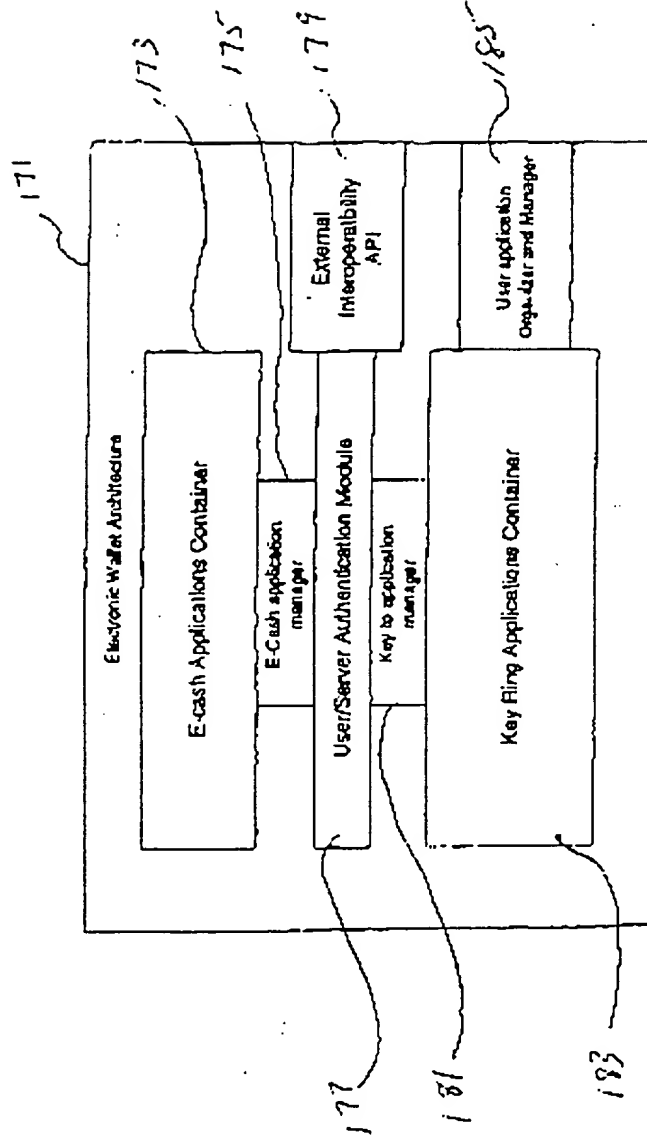 171
173
175
179
185
Electronic Wallet Architecture
E-cash Applications Container
E-Cash application
manager
User/Server Authentication Module
External
Interoperability
API
Key to application
manager
Key Ring Applications Container
User application
Organizer and Manager
177
181
183